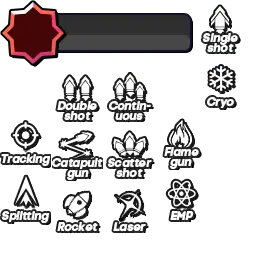 Single
shot
Cryo
Double
shot
Contin-
uous
Tracking
Catapult
gun
Scatter
shot
Flame
gun
Splitting
Rocket
Laser
EMP